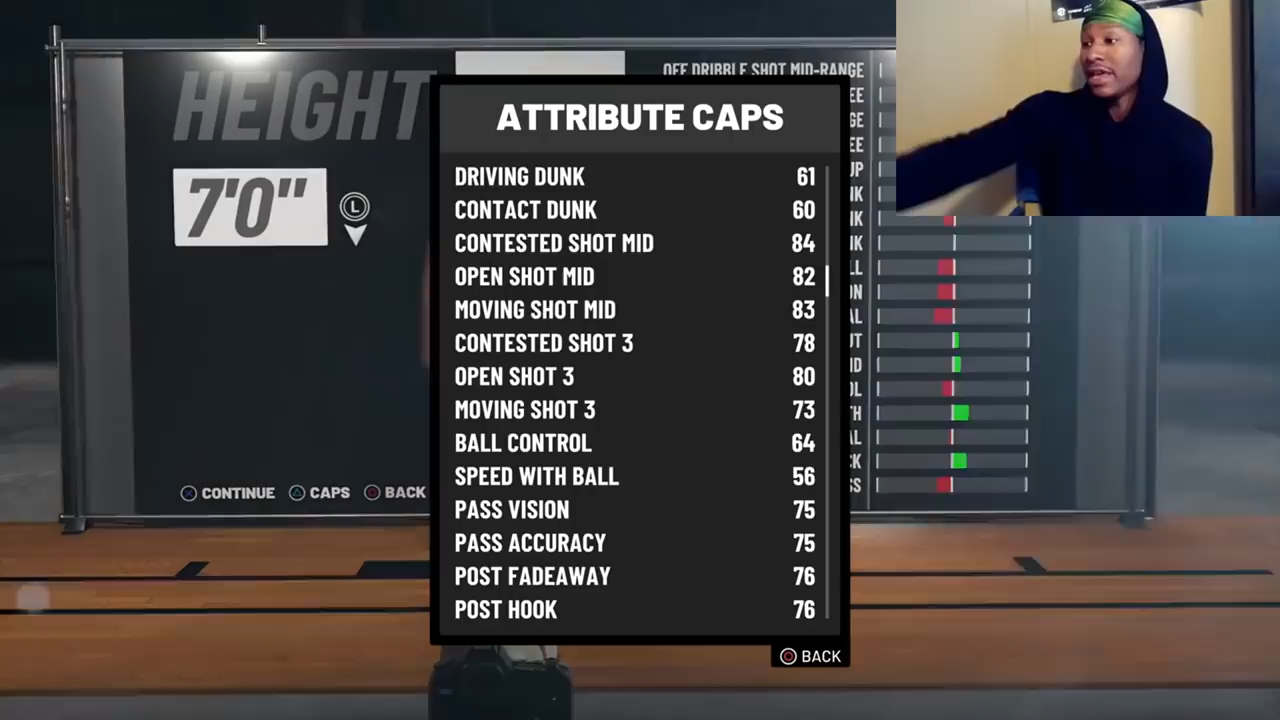 HEIGHT
7'0"
L
CONTINUE CAPS BACK
OFF DRIBBLE SHOT MID-RANGE
ATTRIBUTE CAPS
DRIVING DUNK 61
CONTACT DUNK 60
CONTESTED SHOT MID 84
OPEN SHOT MID 82
MOVING SHOT MID 83
CONTESTED SHOT 3 78
OPEN SHOT 3 80
MOVING SHOT 3 73
BALL CONTROL 64
SPEED WITH BALL 56
PASS VISION 75
PASS ACCURACY 75
POST FADEAWAY 76
POST HOOK 76
BACK